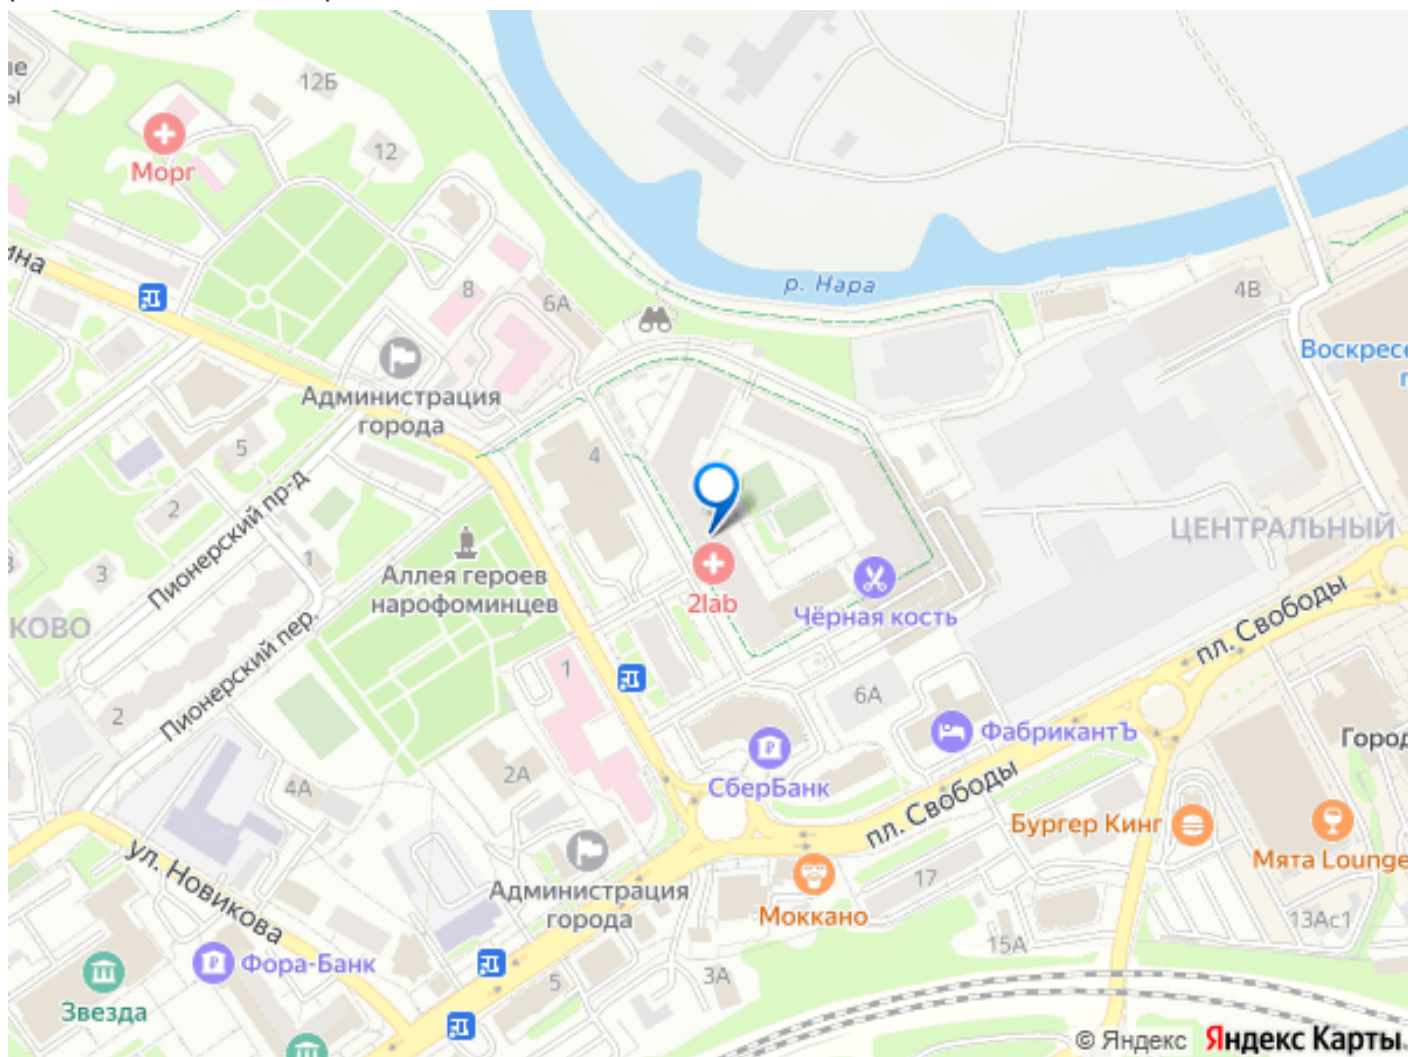 12Б
12
Морг
р. Нара
4В
8
6А
Воскресе
Администрация
города
5
4
2
Пионерский пр-д
ЦЕНТРАЛЬНЫЙ
1
3
Аллея героев
нарофоминцев
2lab
Чёрная кость
КОВО
пл. Свободы
Пионерский пер.
1
6А
2
ФабрикантЪ
Город
2А
4А
СберБанк
пл. Свободы
Бургер Кинг
ул. Новикова
Мята Lounge
Администрация
города
17
Моккано
13Ас1
15А
Фора-Банк
3А
5
Звезда
© Яндекс Яндекс Карты